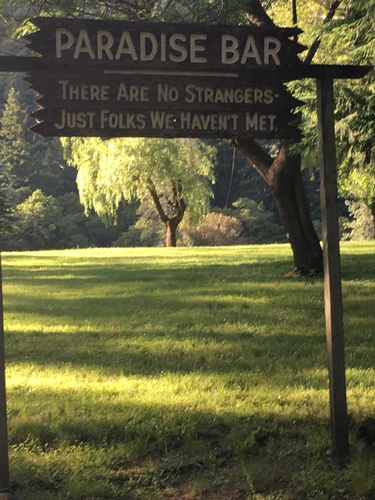 PARADISE BAR
THERE ARE NO STRANGERS-
JUST FOLKS WE HAVEN'T MET.